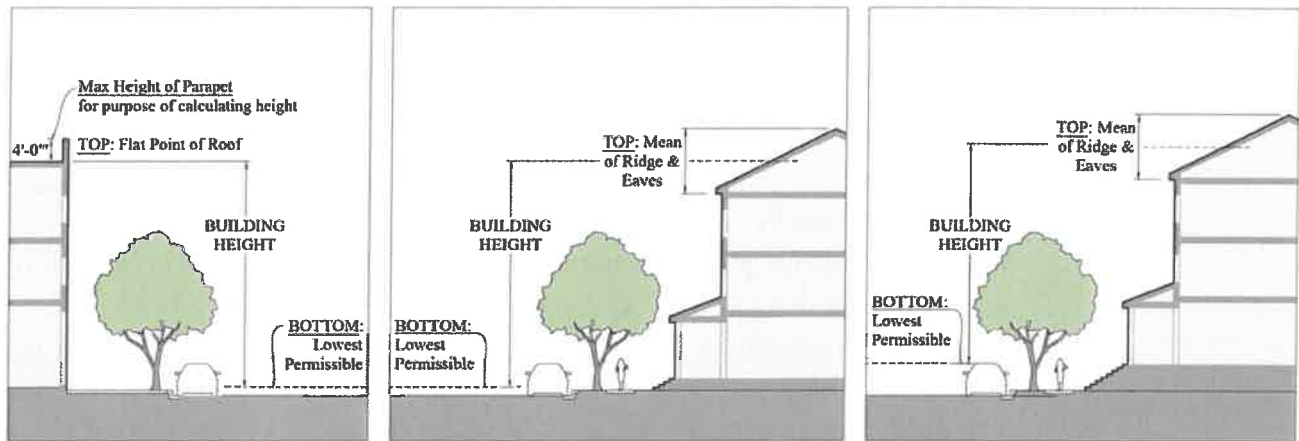 Max Height of Parapet
for purpose of calculating height
4'-0""
TOP: Flat Point of Roof
BUILDING
HEIGHT
BOTTOM:
Lowest
Permissible
TOP: Mean
of Ridge &
Eaves
BUILDING
HEIGHT
BOTTOM:
Lowest
Permissible
TOP: Mean
of Ridge &
Eaves
BUILDING
HEIGHT
BOTTOM:
Lowest
Permissible